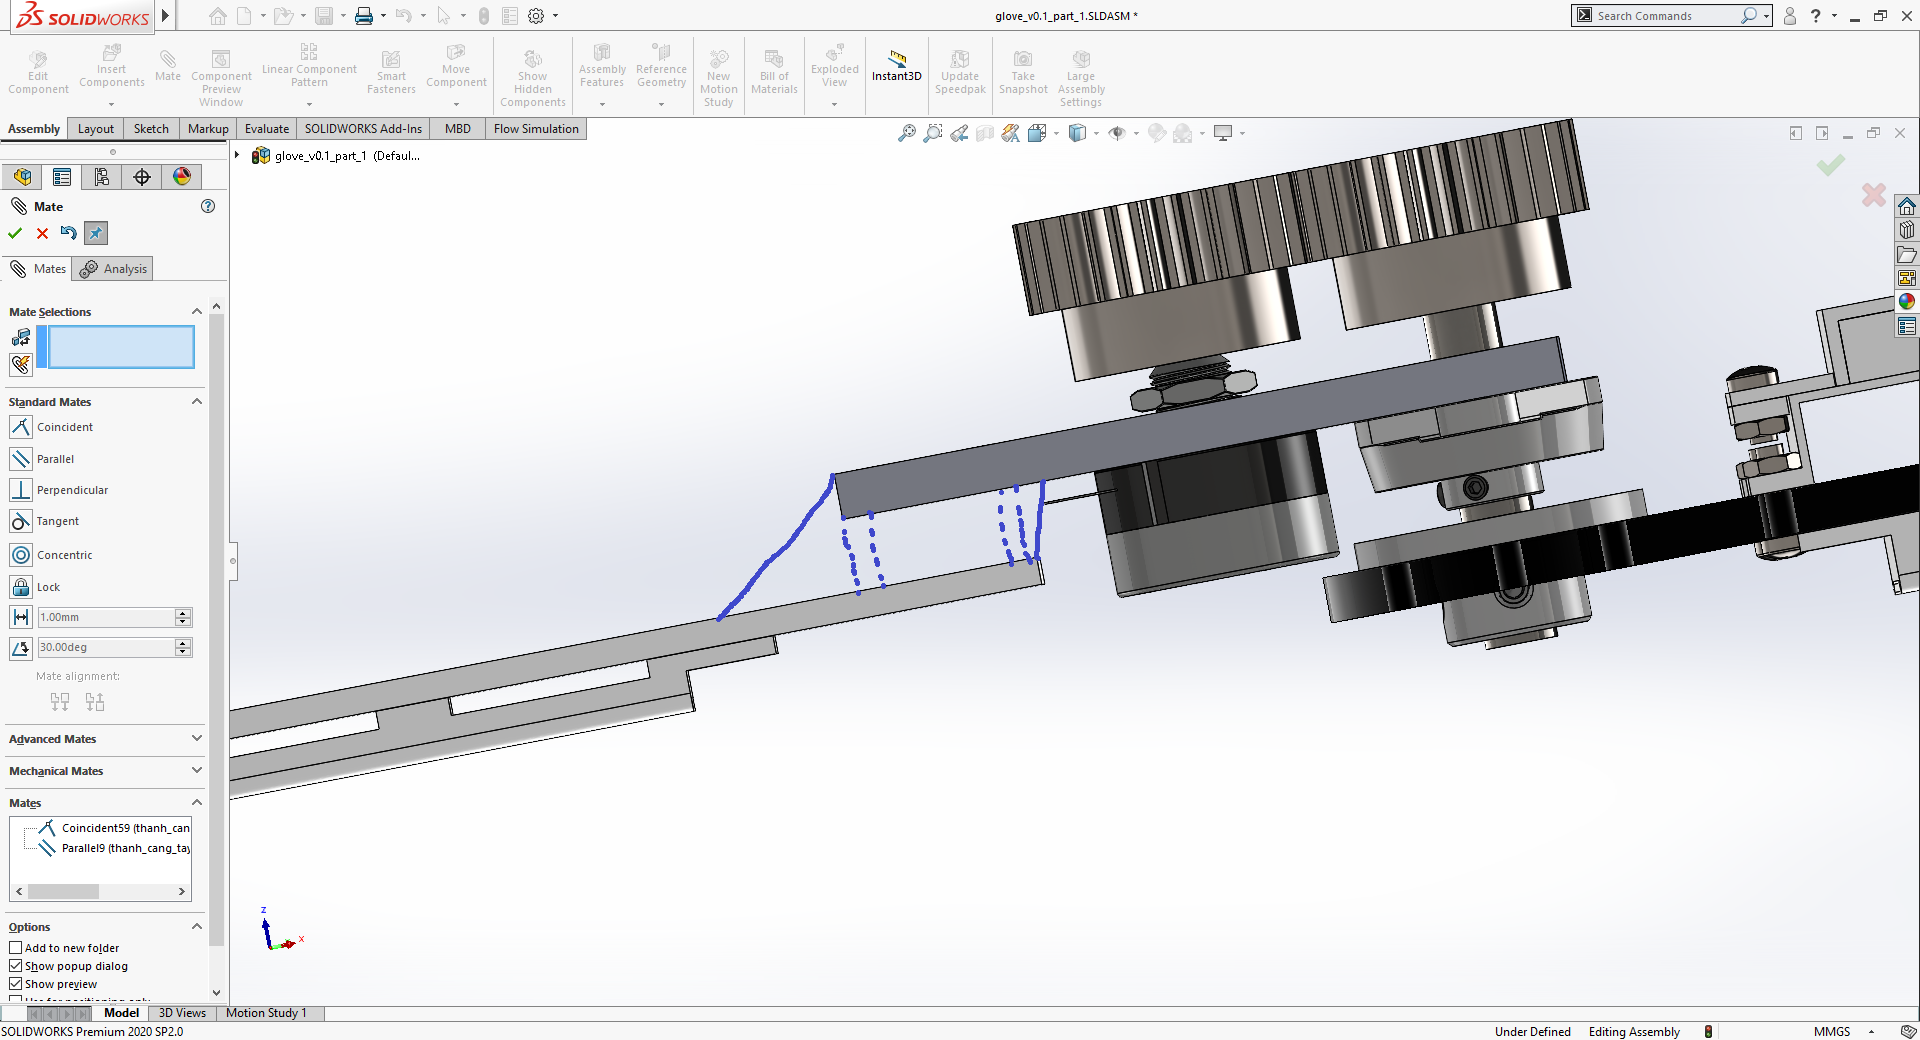 SOLIDWORKS
glove_v0.1_part_1.SLDASM *
Search Commands
Edit Component
Insert Components
Mate
Component Preview Window
Linear Component Pattern
Smart Fasteners
Move Component
Show Hidden Components
Assembly Features
Reference Geometry
New Motion Study
Bill of Materials
Exploded View
Instant3D
Update Speedpak
Take Snapshot
Large Assembly Settings
Assembly
Layout
Sketch
Markup
Evaluate
SOLIDWORKS Add-Ins
MBD
Flow Simulation
glove_v0.1_part_1 (Defaul...
Mate
Mates
Analysis
Mate Selections
Standard Mates
Coincident
Parallel
Perpendicular
Tangent
Concentric
Lock
1.00mm
30.00deg
Mate alignment:
Advanced Mates
Mechanical Mates
Mates
Coincident59 (thanh_can
Parallel9 (thanh_cang_tay
Options
Add to new folder
Show popup dialog
Show preview
z
x
Model
3D Views
Motion Study 1
SOLIDWORKS Premium 2020 SP2.0
Under Defined
Editing Assembly
MMGS